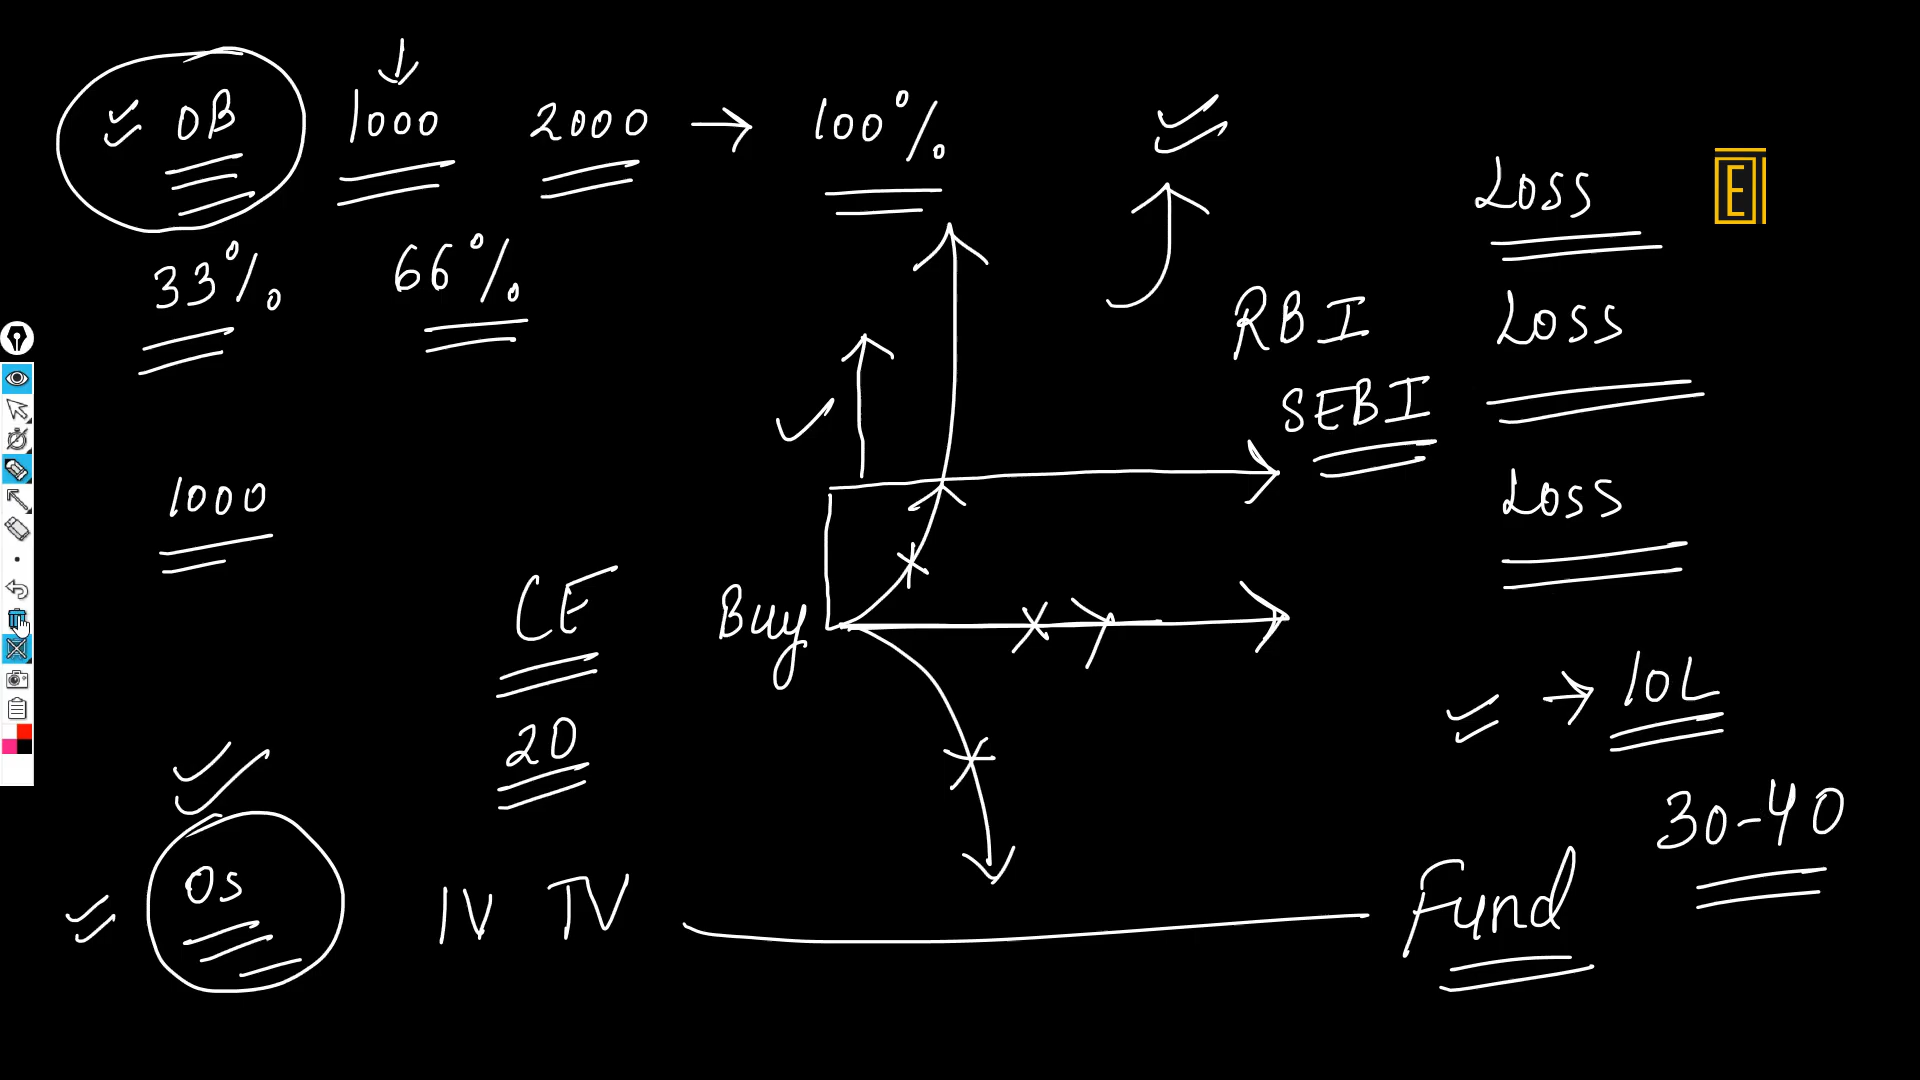 OB 1000 2000 → 100%
33% 66%
Loss
E
RBI Loss
SEBI
1000
Loss
CE
Buy
20
→ 10L
30-40
OS IV TV Fund